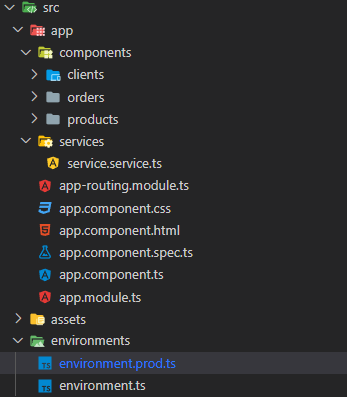 src
app
components
clients
orders
products
services
service.service.ts
app-routing.module.ts
app.component.css
app.component.html
app.component.spec.ts
app.component.ts
app.module.ts
assets
environments
environment.prod.ts
environment.ts